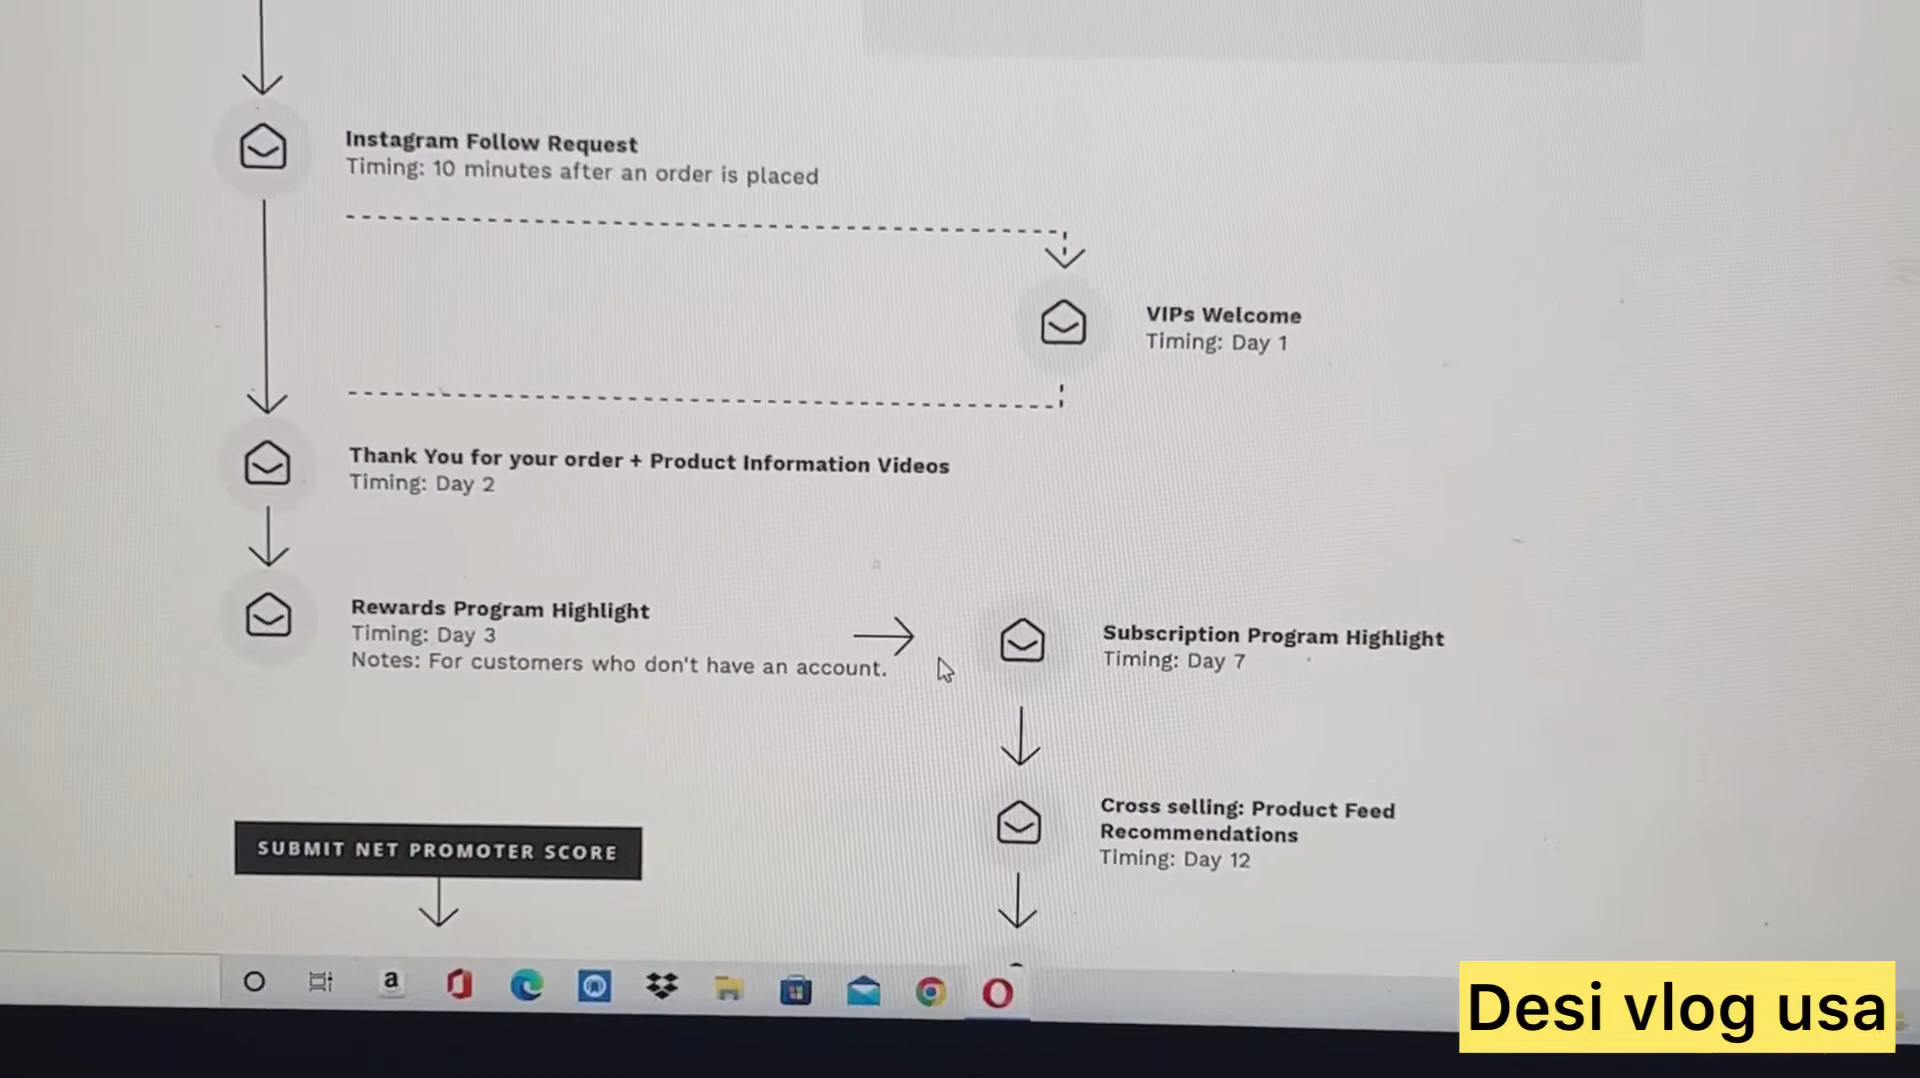 Instagram Follow Request
Timing: 10 minutes after an order is placed
VIPs Welcome
Timing: Day 1
Thank You for your order + Product Information Videos
Timing: Day 2
Rewards Program Highlight
Timing: Day 3
Notes: For customers who don't have an account.
Subscription Program Highlight
Timing: Day 7
Cross selling: Product Feed
Recommendations
Timing: Day 12
SUBMIT NET PROMOTER SCORE
a
Desi vlog usa